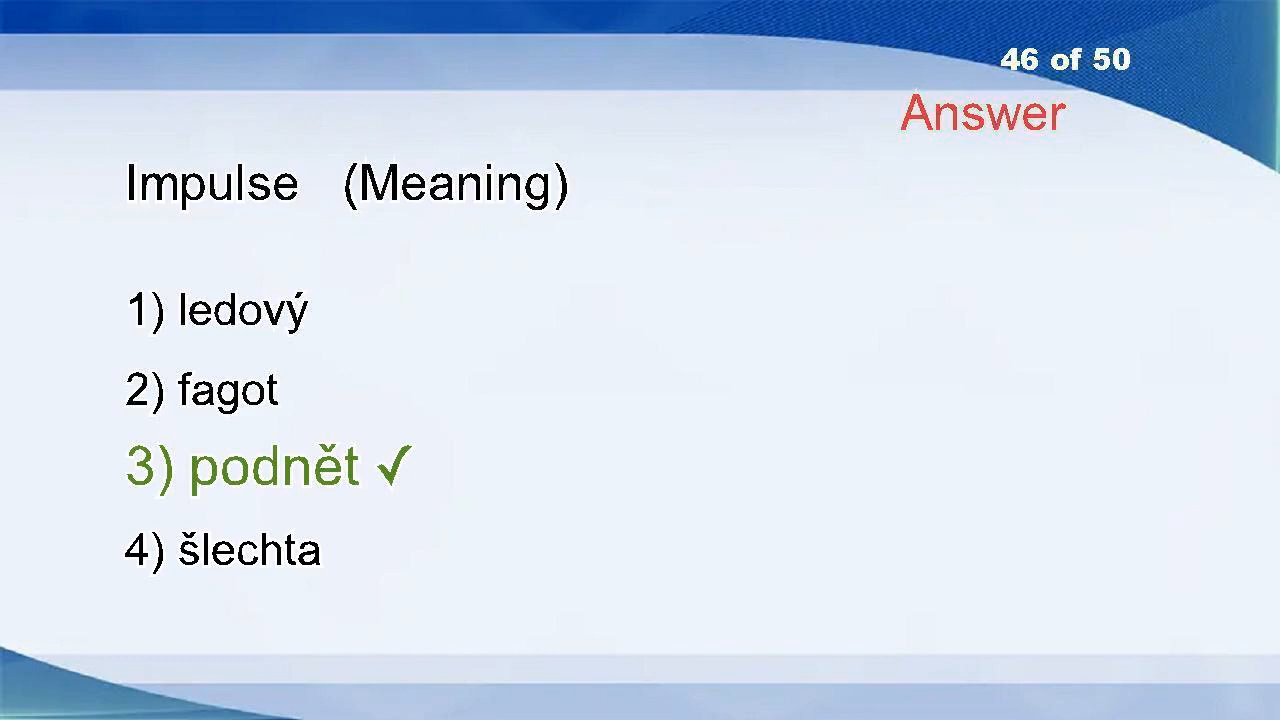 46 of 50
Answer
Impulse (Meaning)
1) ledový
2) fagot
3) podnět ✓
4) šlechta